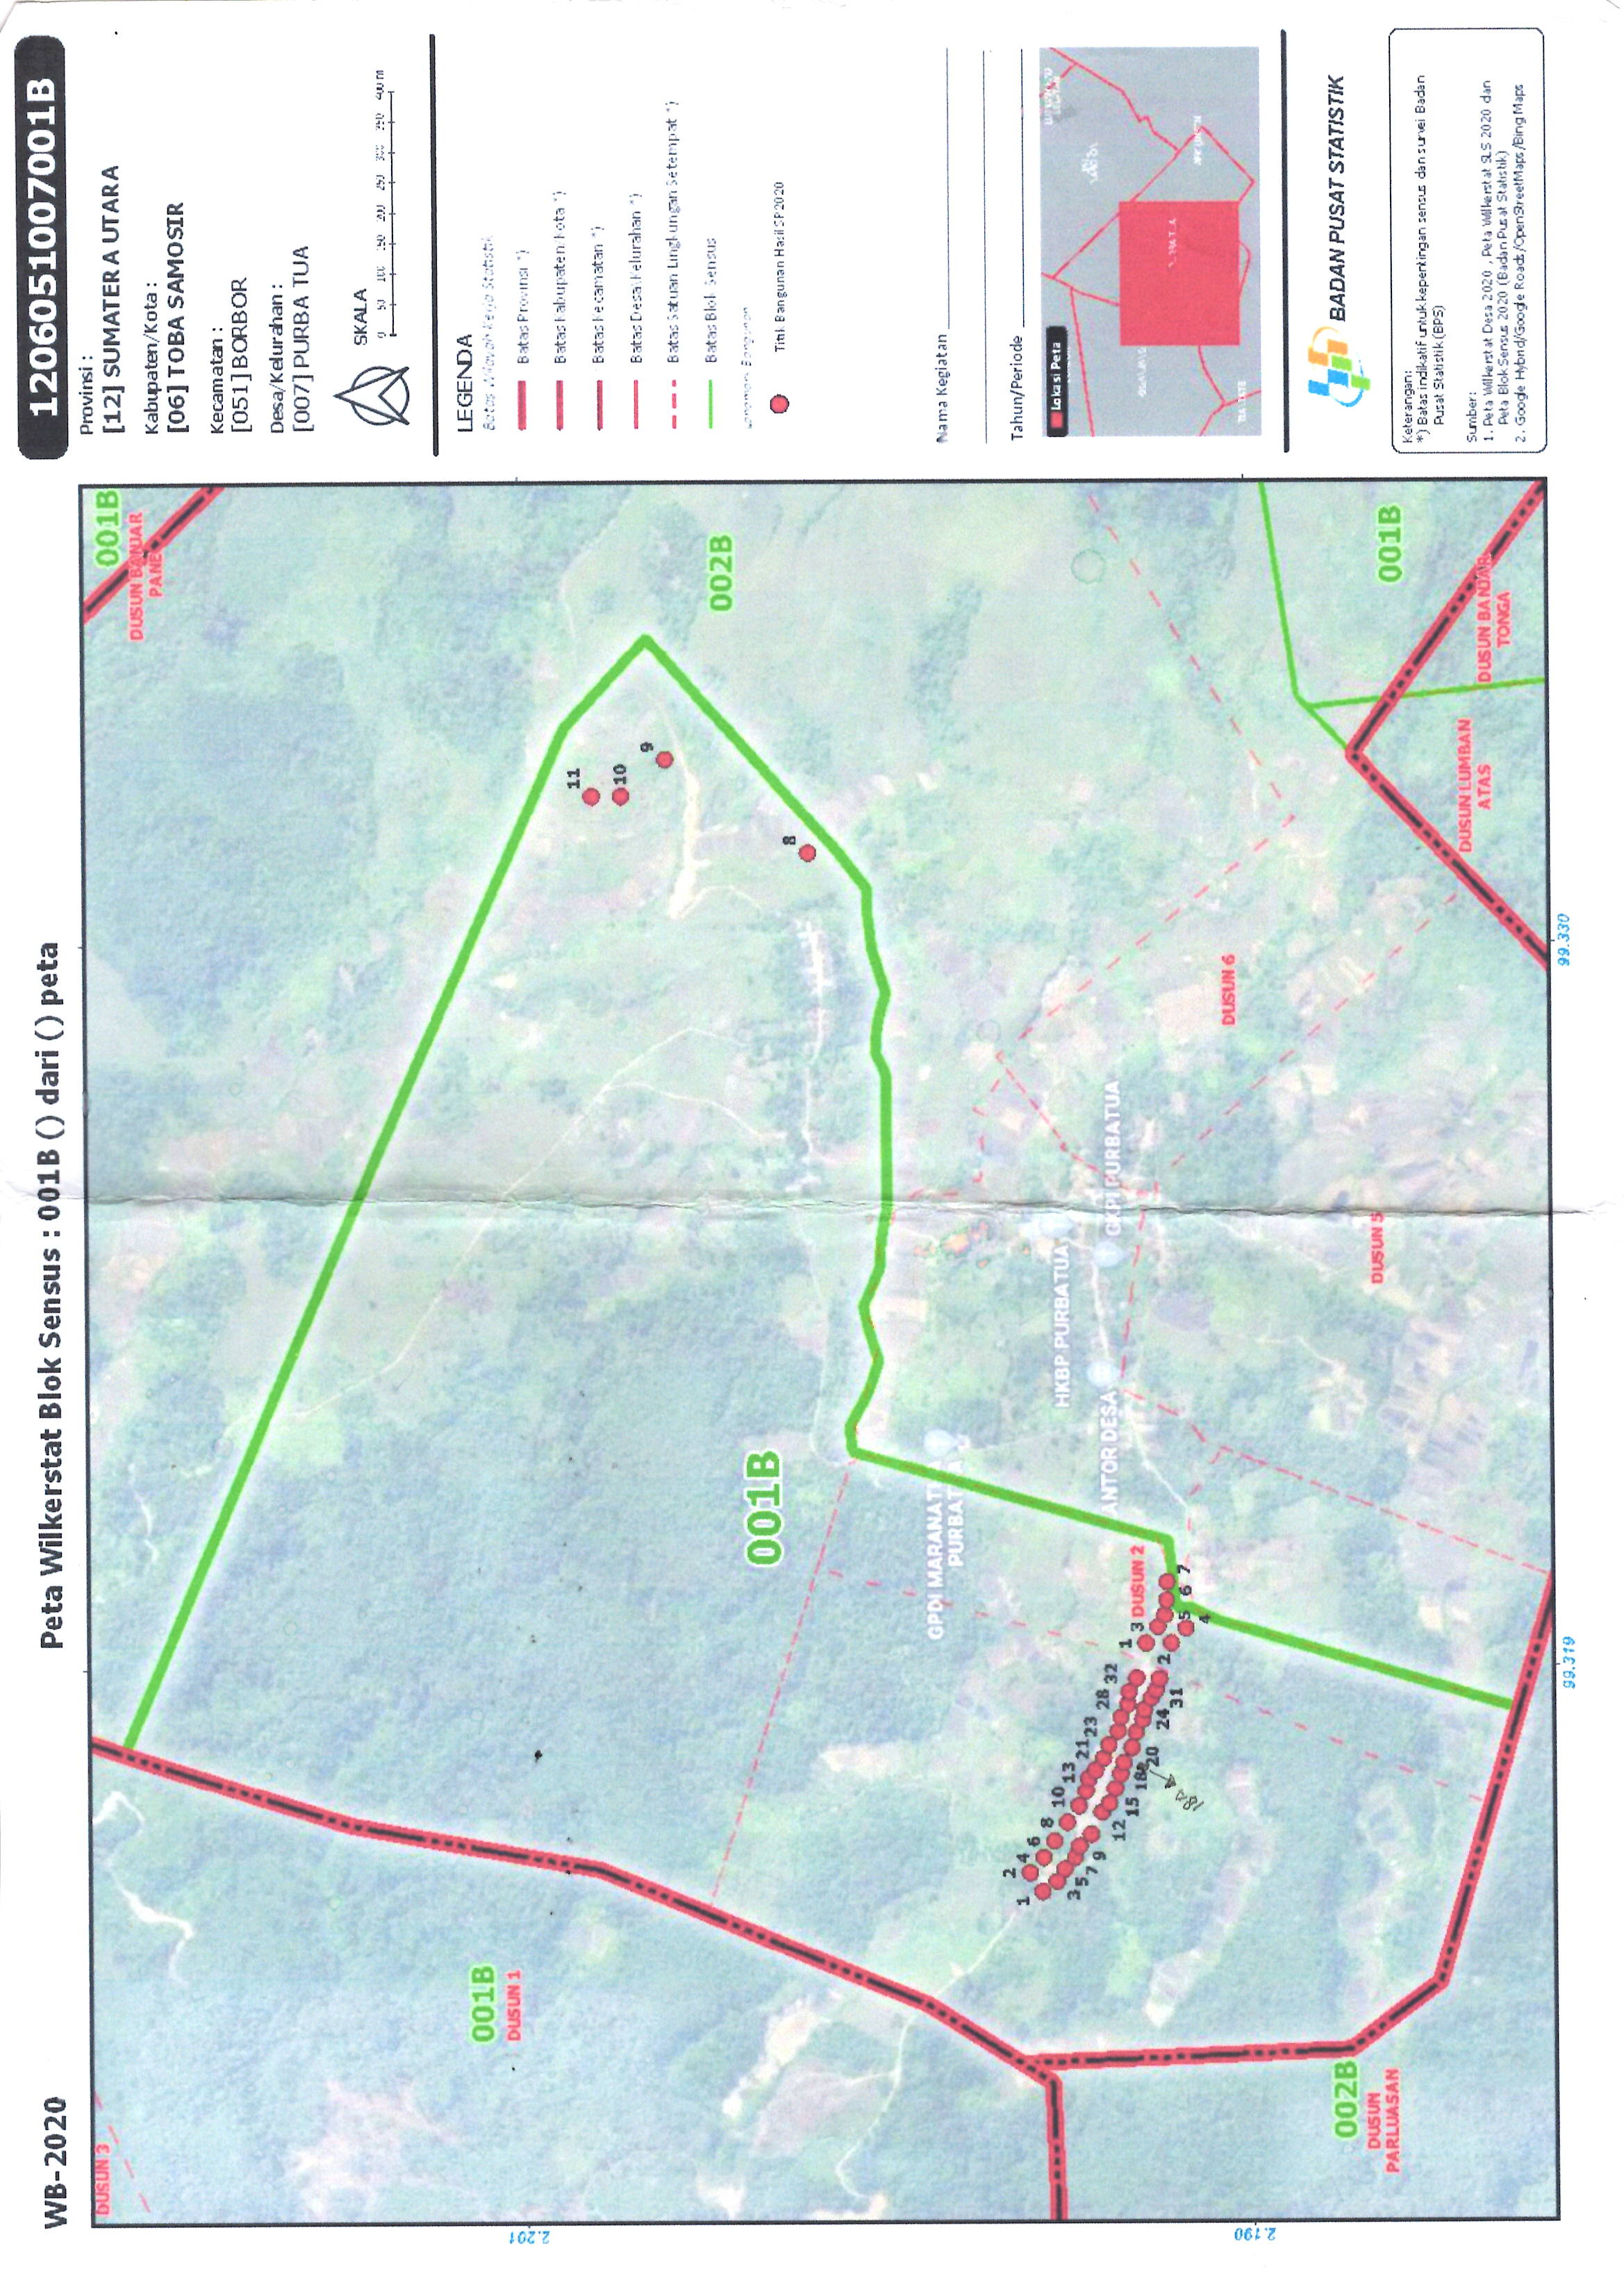 WB-2020
Peta Wilkerstat Blok Sensus : 001B () dari () peta
1206051007001B
Provinsi :
[12] SUMATERA UTARA
Kabupaten/Kota :
[06] TOBA SAMOSIR
Kecamatan :
[051] BORBOR
Desa/Kelurahan :
[007] PURBA TUA
SKALA
0 50 100 150 200 250 300 350 400 m
LEGENDA
Batas Wilayah Kerja Statistik
Batas Provinsi *)
Batas Kabupaten/Kota *)
Batas Kecamatan *)
Batas Desa/Kelurahan *)
Batas Satuan Lingkungan Setempat *)
Batas Blok Sensus
Bangunan
Titik Bangunan Hasil SP2020
Nama Kegiatan
Tahun/Periode
Lokasi Peta
BADAN PUSAT STATISTIK
Keterangan:
*) Batas indikatif untuk kepentingan sensus dan survei Badan
Pusat Statistik (BPS)
Sumber:
1. Peta Wilkerstat Desa 2020 , Peta Wilkerstat SLS 2020 dan
Peta Blok Sensus 2020 (Badan Pusat Statistik)
2. Google Hybrid/Google Roads/OpenStreetMaps/Bing Maps
DUSUN 3
001B
DUSUN BANJAR
PANE
001B
DUSUN 1
2.201
11
10
9
8
001B
002B
GPDI MARANATHA
PURBATUA
HKBP PURBATUA
ANTOR DESA
GKPI PURBATUA
1
2
4
6
8
10
13
21
23
28
32
3
5
7
9
12
15
18
20
24
31
18A
1
3
DUSUN 2
2
5
6
7
4
DUSUN 6
2.190
002B
DUSUN
PARLUASAN
DUSUN 5
001B
DUSUN LUMBAN
ATAS
DUSUN BANJAR
TONGA
99.319
99.330